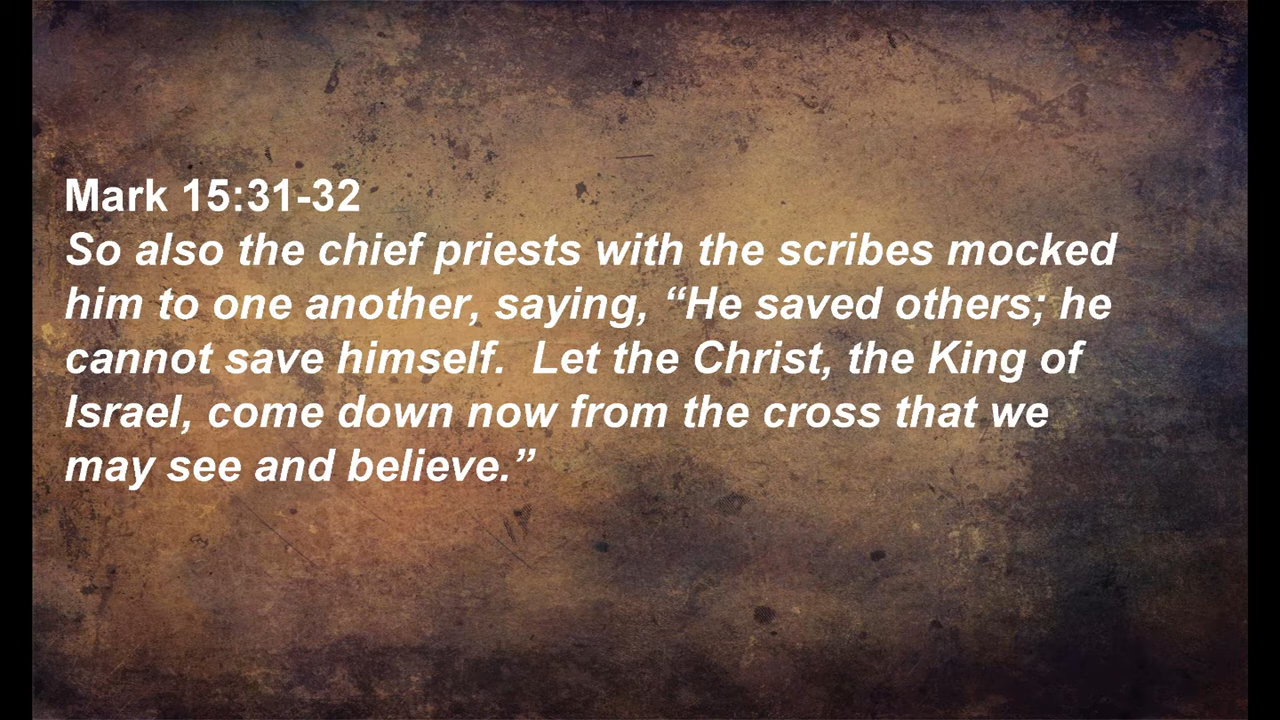 Mark 15:31-32
So also the chief priests with the scribes mocked
him to one another, saying, “He saved others; he
cannot save himself.  Let the Christ, the King of
Israel, come down now from the cross that we
may see and believe.”